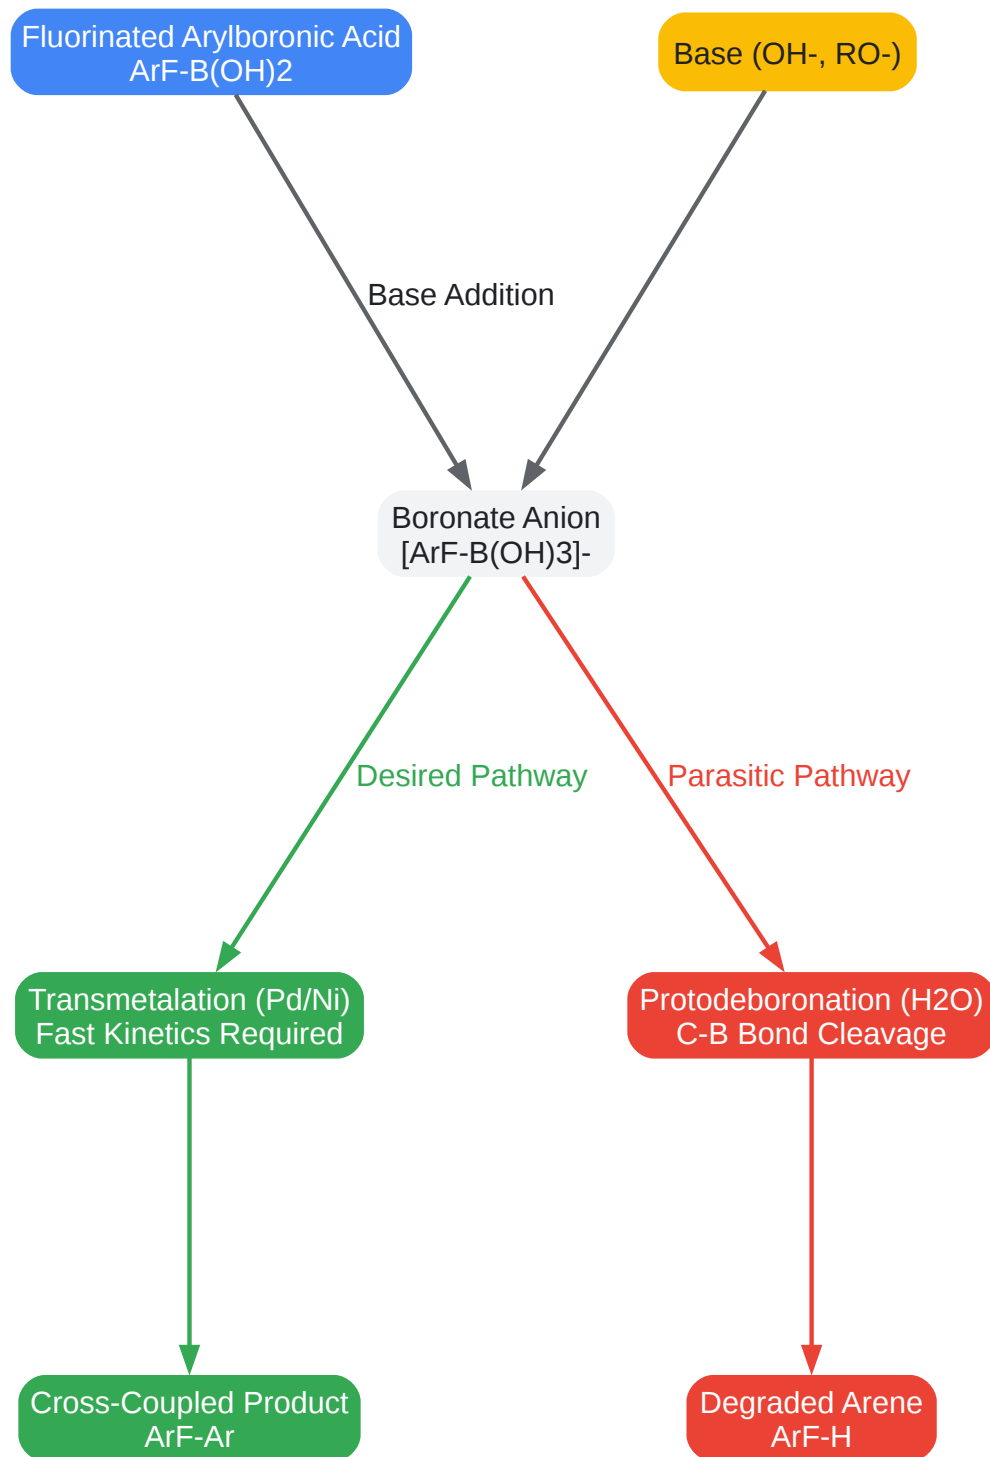 Fluorinated Arylboronic Acid
ArF-B(OH)2
Base (OH-, RO-)
Base Addition
Boronate Anion
[ArF-B(OH)3]-
Desired Pathway
Parasitic Pathway
Transmetalation (Pd/Ni)
Fast Kinetics Required
Protodeboronation (H2O)
C-B Bond Cleavage
Cross-Coupled Product
ArF-Ar
Degraded Arene
ArF-H